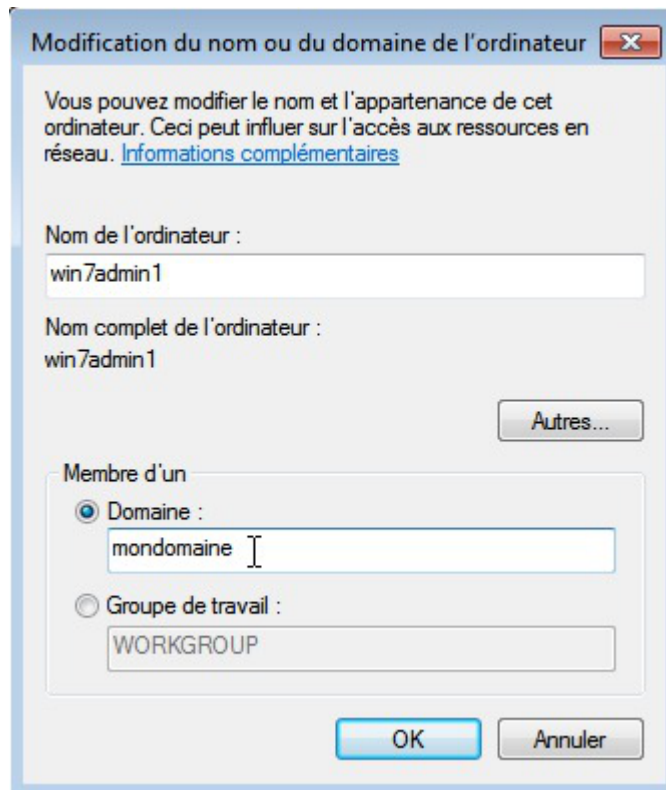 Modification du nom ou du domaine de l'ordinateur
Vous pouvez modifier le nom et l'appartenance de cet
ordinateur. Ceci peut influer sur l'accès aux ressources en
réseau. Informations complémentaires
Nom de l'ordinateur :
win7admin1
Nom complet de l'ordinateur :
win7admin1
Autres...
Membre d'un
Domaine :
mondomaine
Groupe de travail :
WORKGROUP
OK Annuler